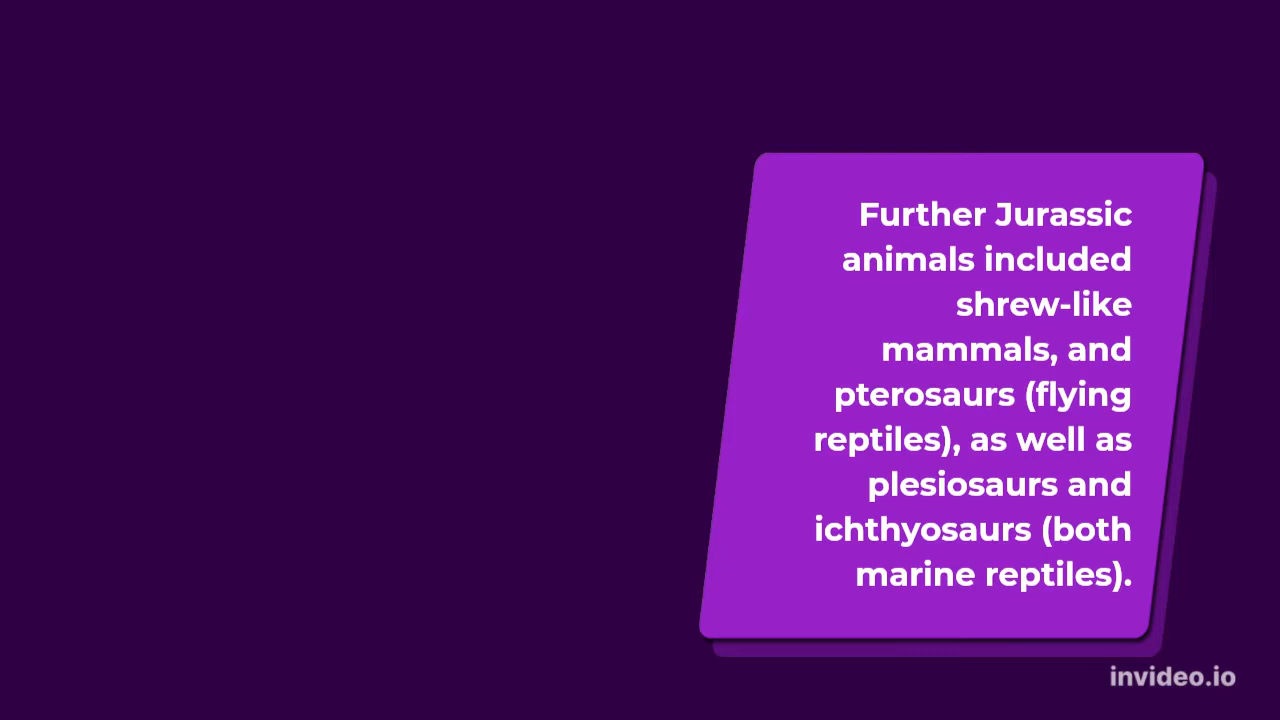 Further Jurassic
animals included
shrew-like
mammals, and
pterosaurs (flying
reptiles), as well as
plesiosaurs and
ichthyosaurs (both
marine reptiles).
invideo.io